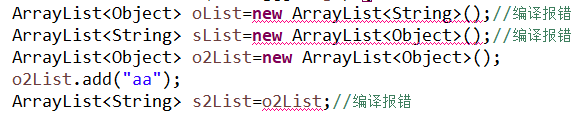 ArrayList<Object> oList=new ArrayList<String>();//编译报错
ArrayList<String> sList=new ArrayList<Object>();//编译报错
ArrayList<Object> o2List=new ArrayList<Object>();
o2List.add("aa");
ArrayList<String> s2List=o2List;//编译报错